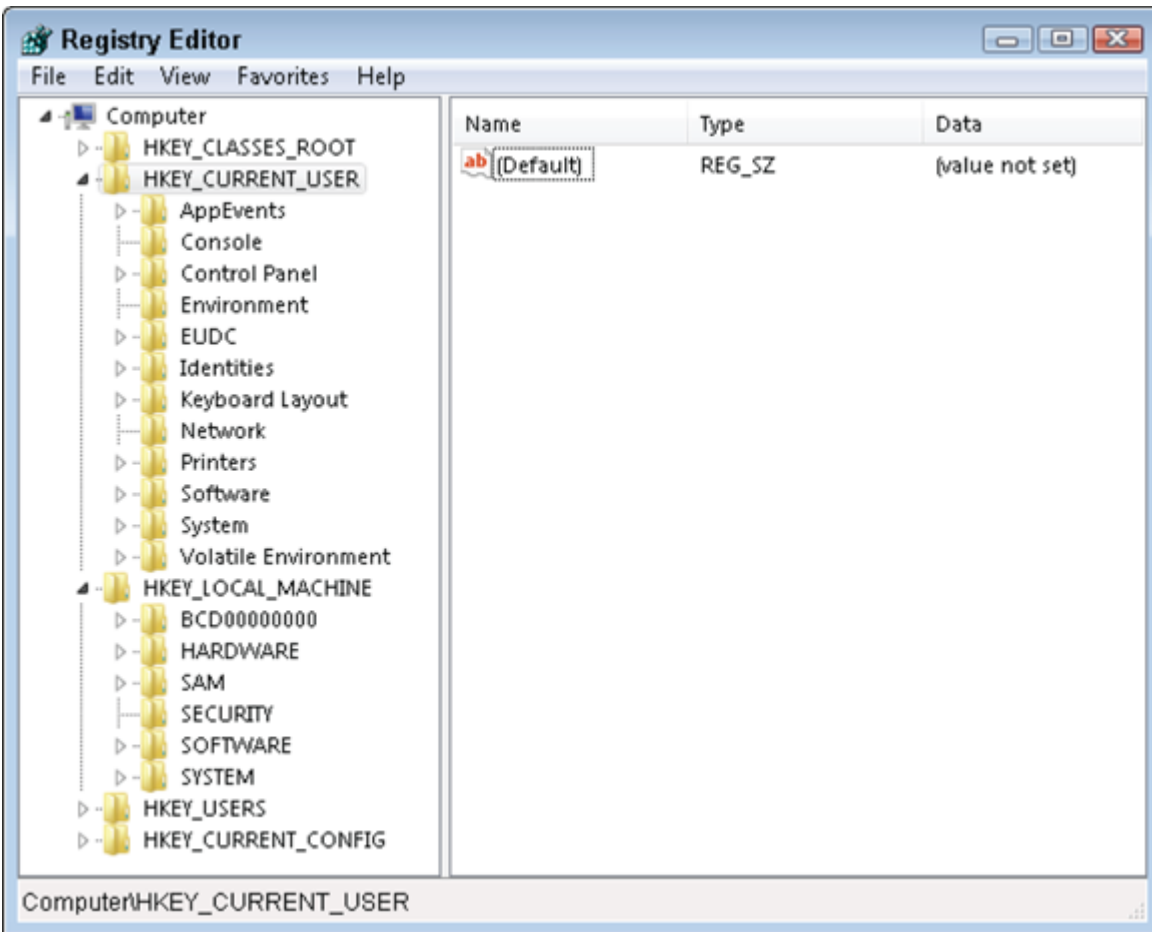 Registry Editor
File Edit View Favorites Help
Computer
HKEY_CLASSES_ROOT
HKEY_CURRENT_USER
AppEvents
Console
Control Panel
Environment
EUDC
Identities
Keyboard Layout
Network
Printers
Software
System
Volatile Environment
HKEY_LOCAL_MACHINE
BCD00000000
HARDWARE
SAM
SECURITY
SOFTWARE
SYSTEM
HKEY_USERS
HKEY_CURRENT_CONFIG
Name Type Data
ab (Default) REG_SZ (value not set)
Computer\HKEY_CURRENT_USER